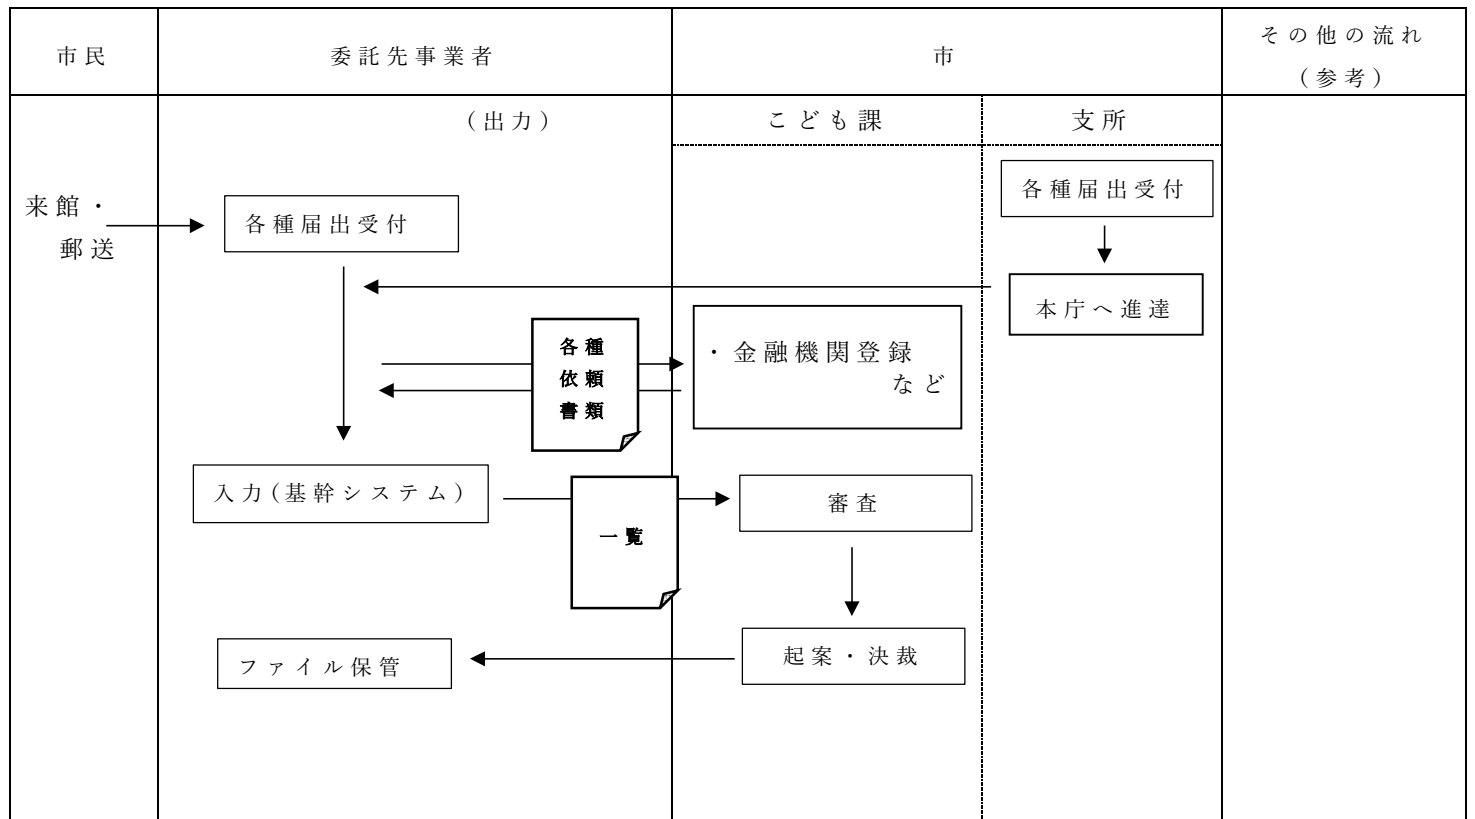 市民
委託先事業者
市
その他の流れ
(参考)
(出力)
こども課
支所
来館・
郵送
各種届出受付
各種届出受付
本庁へ進達
各種
依頼
書類
・金融機関登録
など
入力(基幹システム)
一覧
審査
ファイル保管
起案・決裁